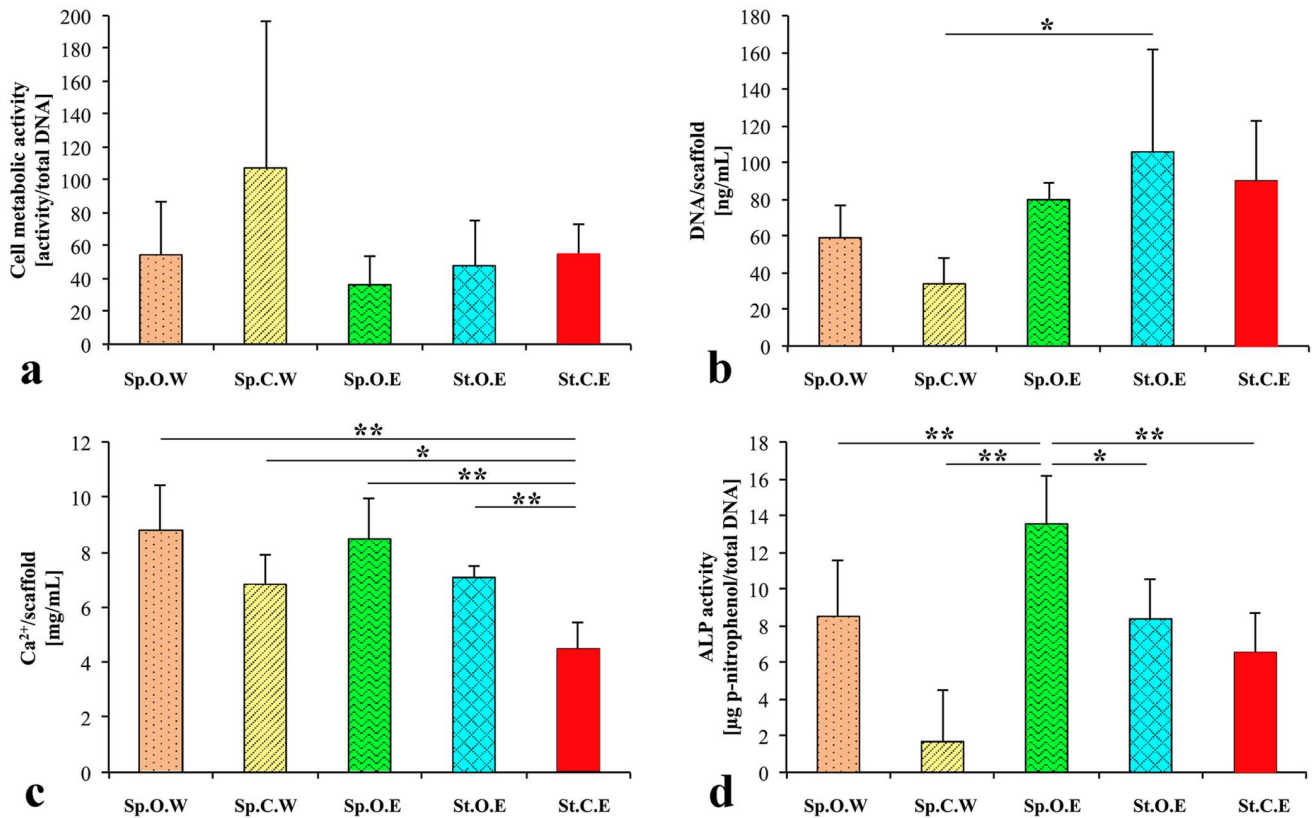 Cell metabolic activity
[activity/total DNA]
200
180
160
140
120
100
80
60
40
20
0
a
Sp.O.W Sp.C.W Sp.O.E St.O.E St.C.E
DNA/scaffold
[ng/mL]
180
160
140
120
100
80
60
40
20
0
*
b
Sp.O.W Sp.C.W Sp.O.E St.O.E St.C.E
Ca²⁺/scaffold
[mg/mL]
12
10
8
6
4
2
0
**
*
**
**
c
Sp.O.W Sp.C.W Sp.O.E St.O.E St.C.E
ALP activity
[µg p-nitrophenol/total DNA]
18
16
14
12
10
8
6
4
2
0
** **
** *
d
Sp.O.W Sp.C.W Sp.O.E St.O.E St.C.E